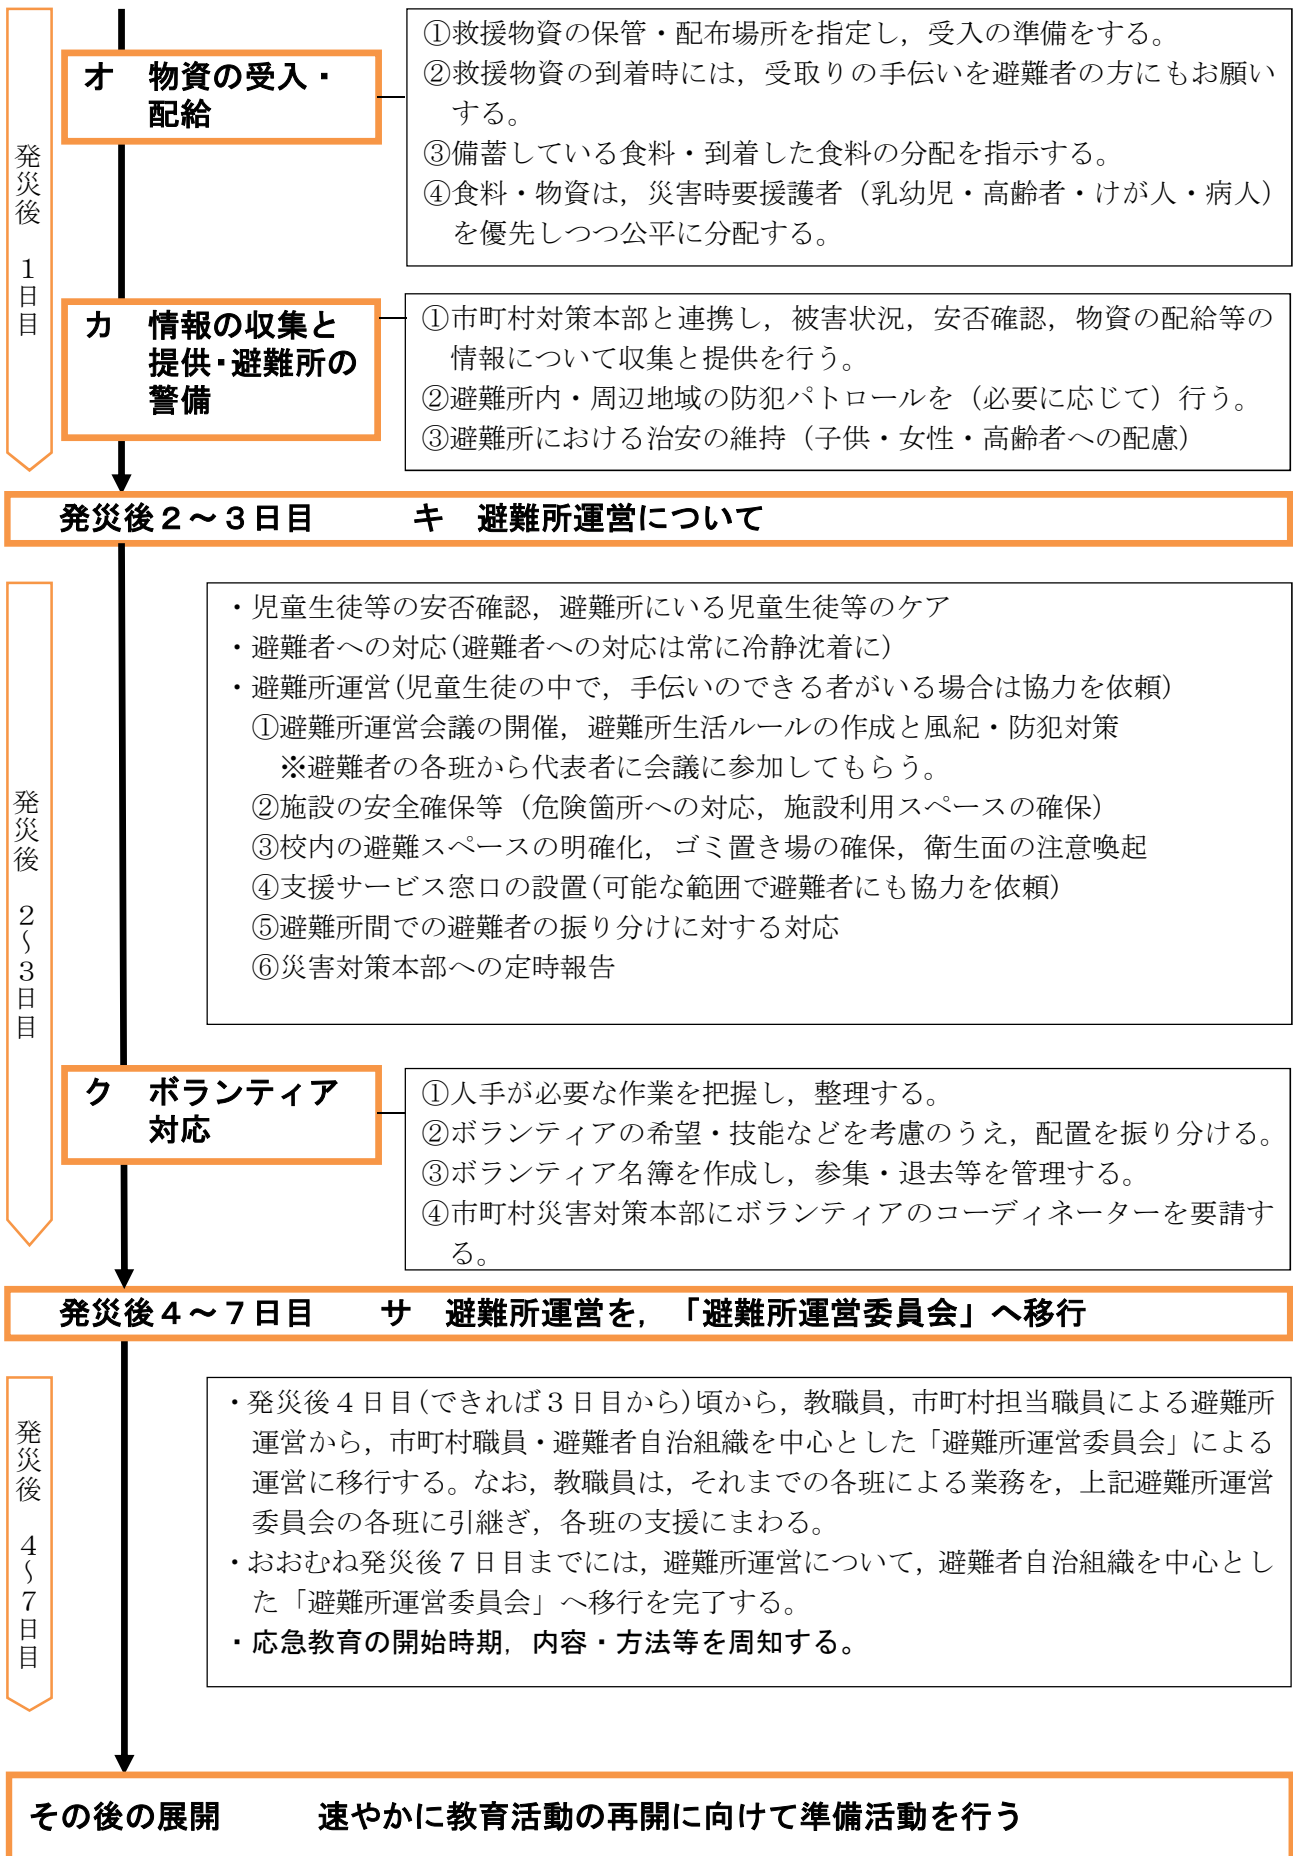 発災後　１日目
オ　物資の受入・
配給
①救援物資の保管・配布場所を指定し，受入の準備をする。
②救援物資の到着時には，受取りの手伝いを避難者の方にもお願い
する。
③備蓄している食料・到着した食料の分配を指示する。
④食料・物資は，災害時要援護者（乳幼児・高齢者・けが人・病人）
を優先しつつ公平に分配する。
カ　情報の収集と
提供・避難所の
警備
①市町村対策本部と連携し，被害状況，安否確認，物資の配給等の
情報について収集と提供を行う。
②避難所内・周辺地域の防犯パトロールを（必要に応じて）行う。
③避難所における治安の維持（子供・女性・高齢者への配慮）
発災後２～３日目　　　キ　避難所運営について
発災後　２～３日目
・児童生徒等の安否確認，避難所にいる児童生徒等のケア
・避難者への対応(避難者への対応は常に冷静沈着に)
・避難所運営(児童生徒の中で，手伝いのできる者がいる場合は協力を依頼)
①避難所運営会議の開催，避難所生活ルールの作成と風紀・防犯対策
※避難者の各班から代表者に会議に参加してもらう。
②施設の安全確保等（危険箇所への対応，施設利用スペースの確保）
③校内の避難スペースの明確化，ゴミ置き場の確保，衛生面の注意喚起
④支援サービス窓口の設置(可能な範囲で避難者にも協力を依頼)
⑤避難所間での避難者の振り分けに対する対応
⑥災害対策本部への定時報告
ク　ボランティア
対応
①人手が必要な作業を把握し，整理する。
②ボランティアの希望・技能などを考慮のうえ，配置を振り分ける。
③ボランティア名簿を作成し，参集・退去等を管理する。
④市町村災害対策本部にボランティアのコーディネーターを要請す
る。
発災後４～７日目　　サ　避難所運営を，「避難所運営委員会」へ移行
発災後　４～７日目
・発災後４日目(できれば３日目から)頃から，教職員，市町村担当職員による避難所
運営から，市町村職員・避難者自治組織を中心とした「避難所運営委員会」による
運営に移行する。なお，教職員は，それまでの各班による業務を，上記避難所運営
委員会の各班に引継ぎ，各班の支援にまわる。
・おおむね発災後７日目までには，避難所運営について，避難者自治組織を中心とし
た「避難所運営委員会」へ移行を完了する。
・応急教育の開始時期，内容・方法等を周知する。
その後の展開　　　速やかに教育活動の再開に向けて準備活動を行う